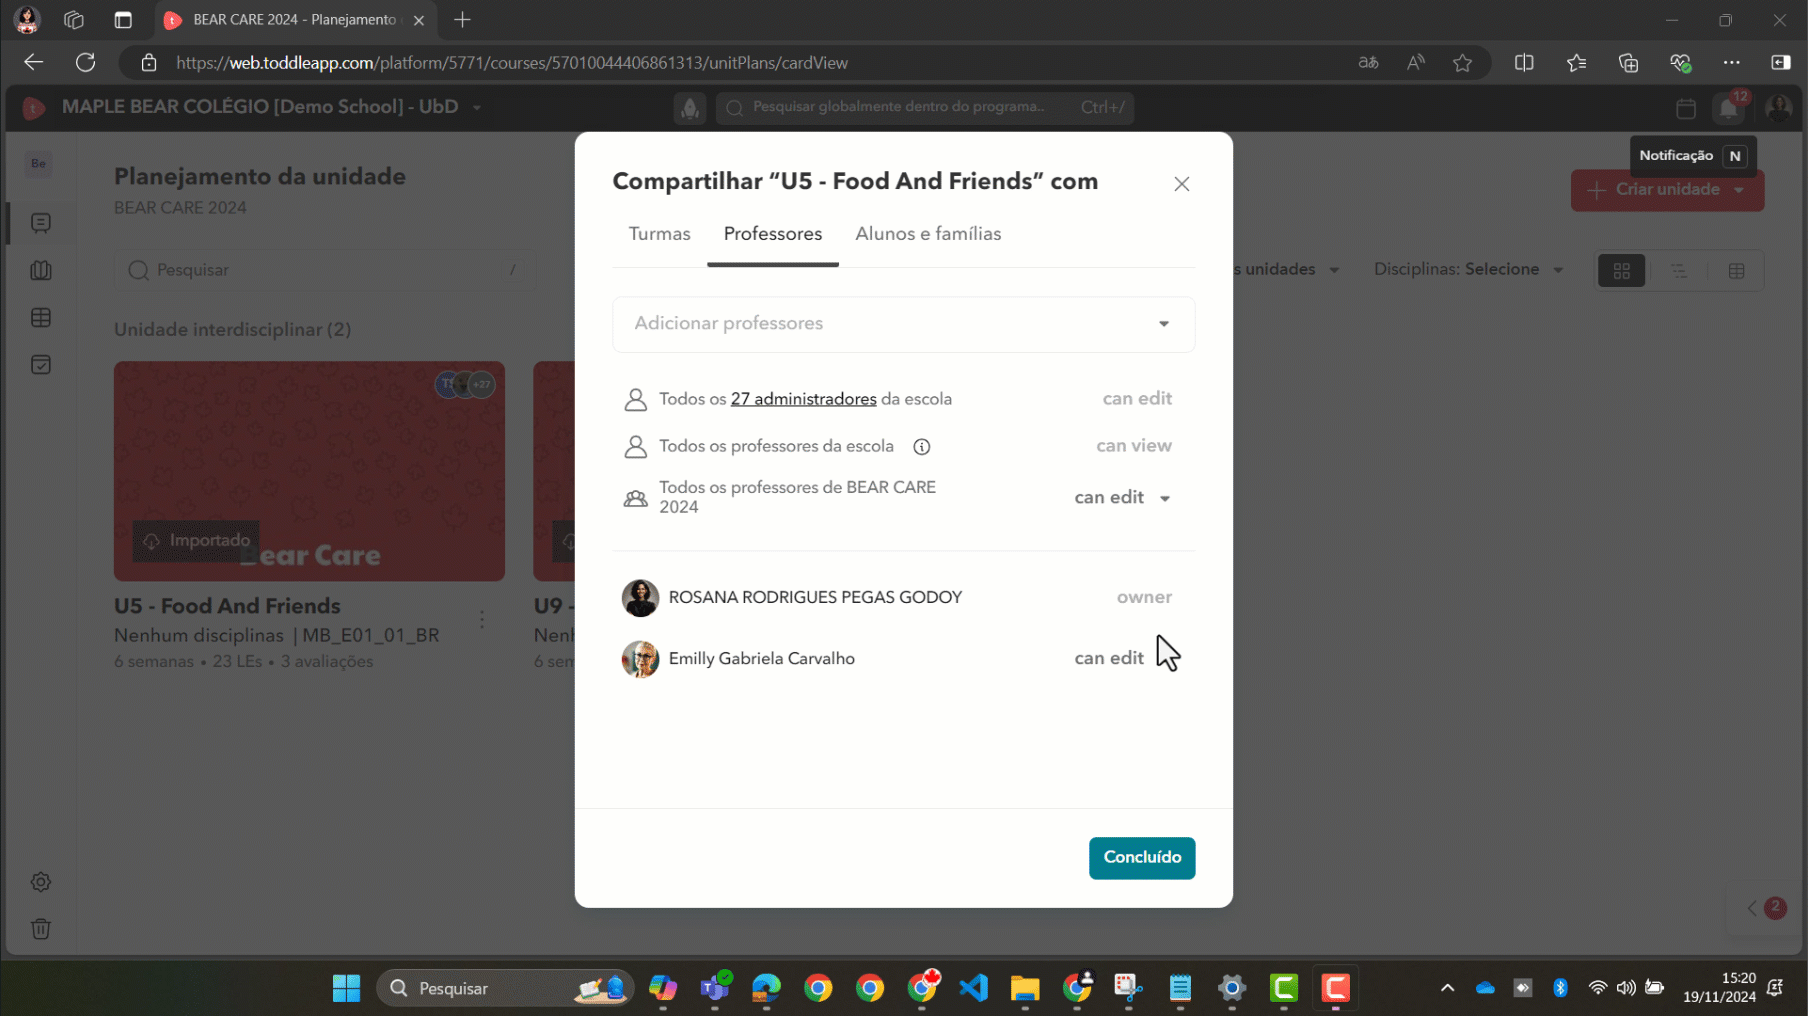 BEAR CARE 2024 - Planejamento
https://web.toddleapp.com/platform/5771/courses/57010044406861313/unitPlans/cardView
MAPLE BEAR COLÉGIO [Demo School] - UbD
Pesquisar globalmente dentro do programa.. Ctrl+/
12
Notificação N
Be
Planejamento da unidade
BEAR CARE 2024
Criar unidade
Pesquisar /
s unidades
Disciplinas: Selecione
Unidade interdisciplinar (2)
TS +27
Importado
Bear Care
U5 - Food And Friends
Nenhum disciplinas | MB_E01_01_BR
6 semanas • 23 LEs • 3 avaliações
U9 -
Nenh
6 sem
Compartilhar “U5 - Food And Friends” com
Turmas Professores Alunos e famílias
Adicionar professores
Todos os 27 administradores da escola can edit
Todos os professores da escola can view
Todos os professores de BEAR CARE
2024 can edit
ROSANA RODRIGUES PEGAS GODOY owner
Emilly Gabriela Carvalho can edit
Concluído
2
Pesquisar
15:20
19/11/2024